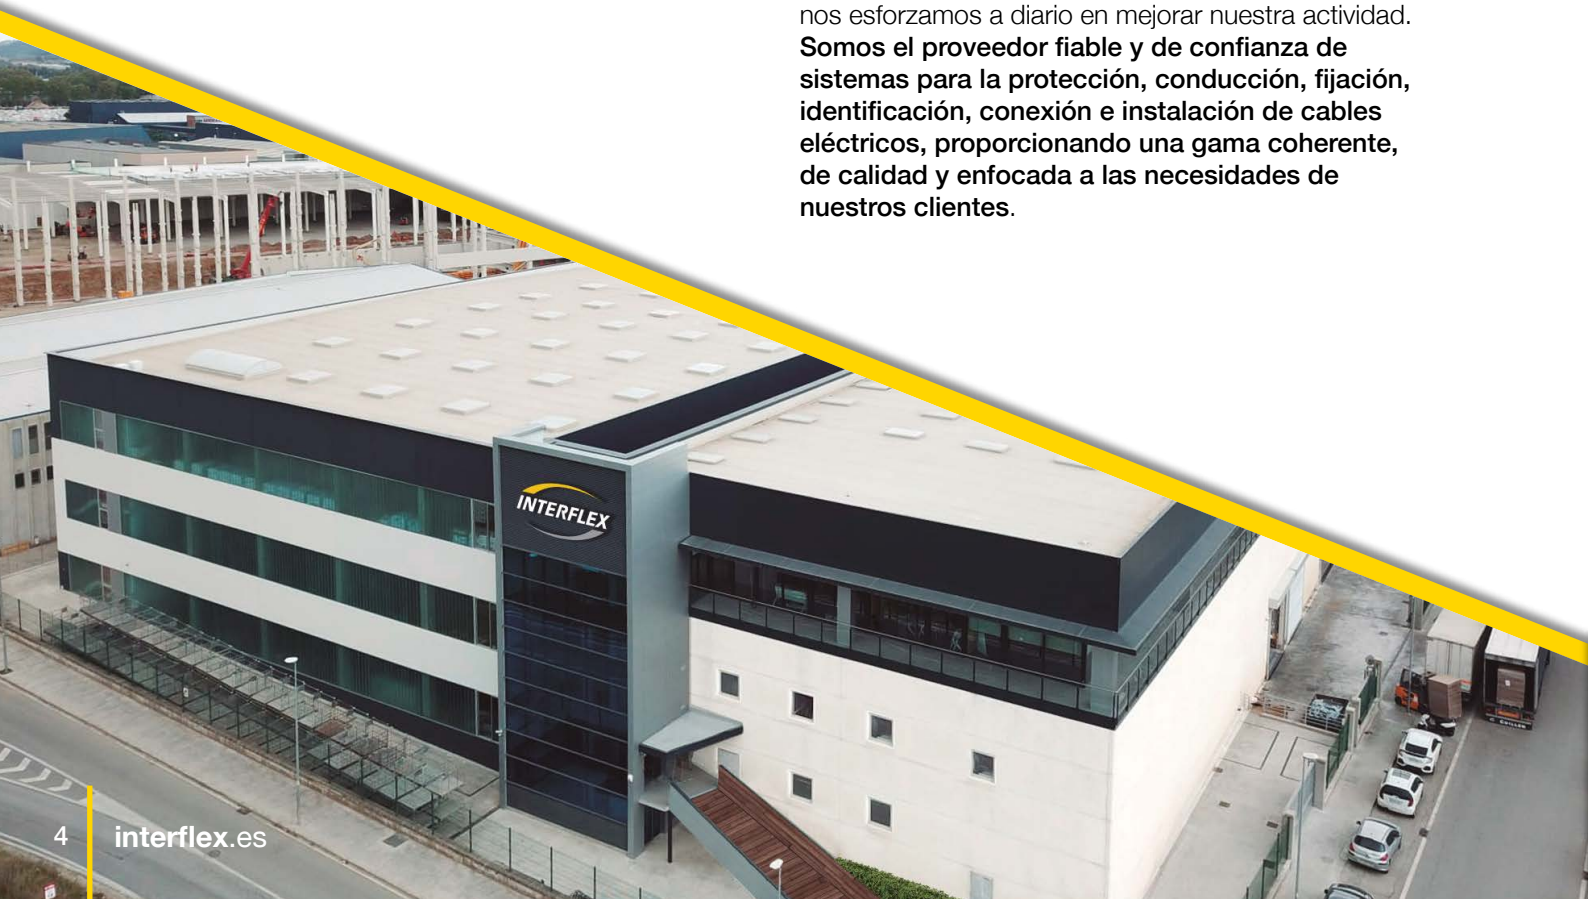 nos esforzamos a diario en mejorar nuestra actividad.
Somos el proveedor fiable y de confianza de
sistemas para la protección, conducción, fijación,
identificación, conexión e instalación de cables
eléctricos, proporcionando una gama coherente,
de calidad y enfocada a las necesidades de
nuestros clientes.
INTERFLEX
4
interflex.es